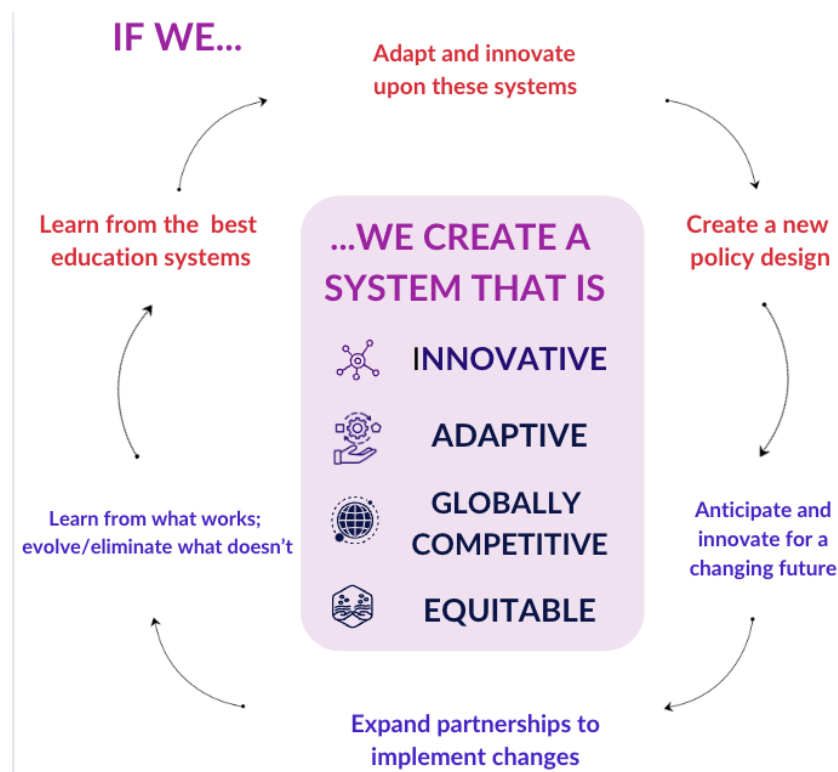 IF WE...
Adapt and innovate
upon these systems
Learn from the best
education systems
Create a new
policy design
...WE CREATE A
SYSTEM THAT IS
INNOVATIVE
ADAPTIVE
GLOBALLY
COMPETITIVE
EQUITABLE
Learn from what works;
evolve/eliminate what doesn't
Anticipate and
innovate for a
changing future
Expand partnerships to
implement changes